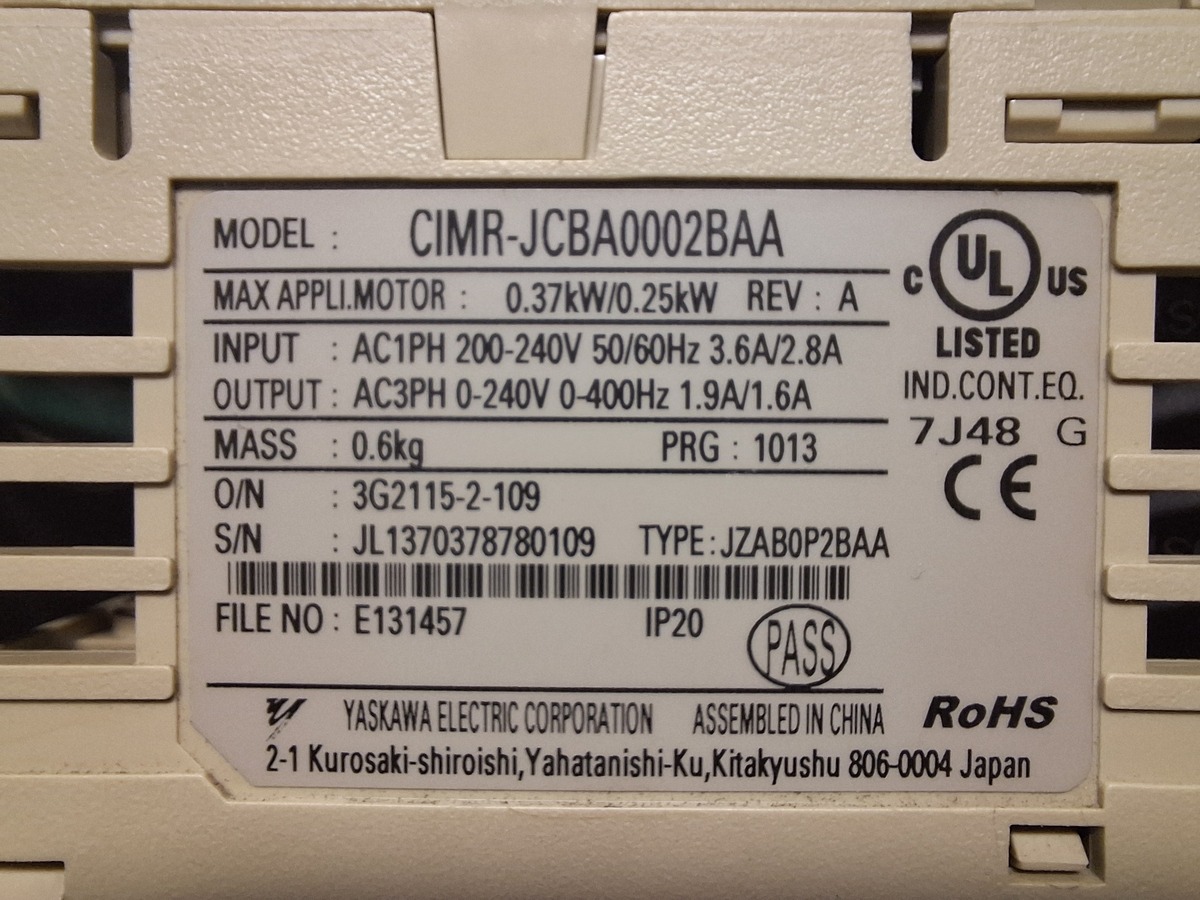 MODEL : CIMR-JCBA0002BAA
MAX APPLI.MOTOR : 0.37kW/0.25kW REV : A
INPUT : AC1PH 200-240V 50/60Hz 3.6A/2.8A
OUTPUT : AC3PH 0-240V 0-400Hz 1.9A/1.6A
MASS : 0.6kg PRG : 1013
O/N : 3G2115-2-109
S/N : JL1370378780109 TYPE : JZAB0P2BAA
FILE NO : E131457 IP20
PASS
C UL US
LISTED
IND.CONT.EQ.
7J48 G
CE
YASKAWA ELECTRIC CORPORATION ASSEMBLED IN CHINA RoHS
2-1 Kurosaki-shiroishi,Yahatanishi-Ku,Kitakyushu 806-0004 Japan